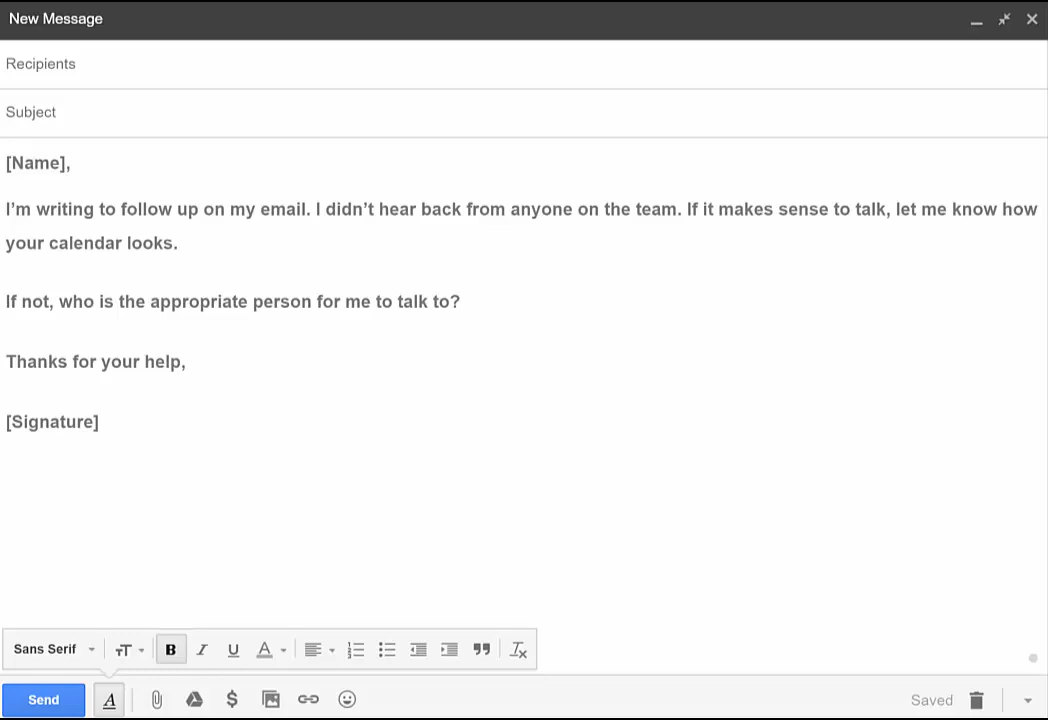 New Message
Recipients
Subject
[Name],
I’m writing to follow up on my email. I didn’t hear back from anyone on the team. If it makes sense to talk, let me know how
your calendar looks.
If not, who is the appropriate person for me to talk to?
Thanks for your help,
[Signature]
Sans Serif
Send
Saved